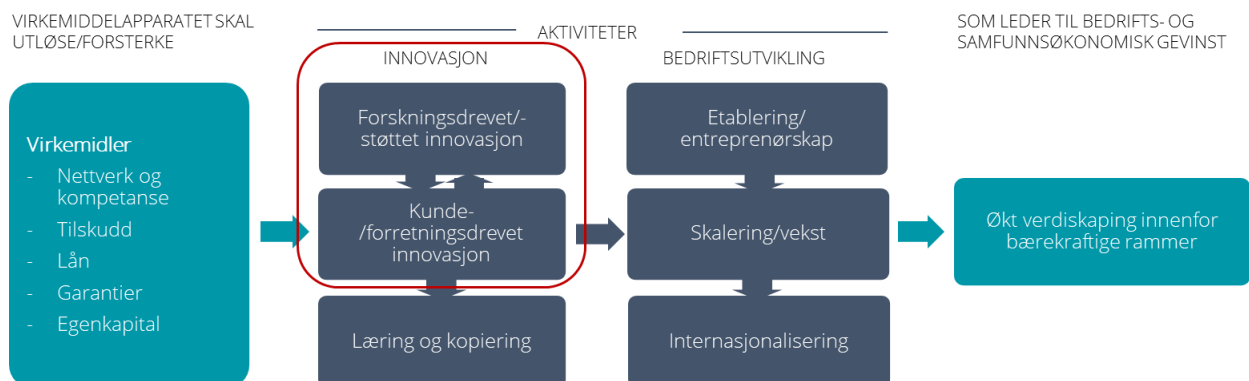 VIRKEMIDDELAPPARATET SKAL
UTLØSE/FORSTERKE
AKTIVITETER
SOM LEDER TIL BEDRIFTS- OG
SAMFUNNSØKONOMISK GEVINST
INNOVASJON
BEDRIFTSUTVIKLING
Virkemidler
- Nettverk og
kompetanse
- Tilskudd
- Lån
- Garantier
- Egenkapital
Forskningsdrevet/-
støttet innovasjon
Kunde-
/forretningsdrevet
innovasjon
Læring og kopiering
Etablering/
entreprenørskap
Skalering/vekst
Internasjonalisering
Økt verdiskaping innenfor
bærekraftige rammer